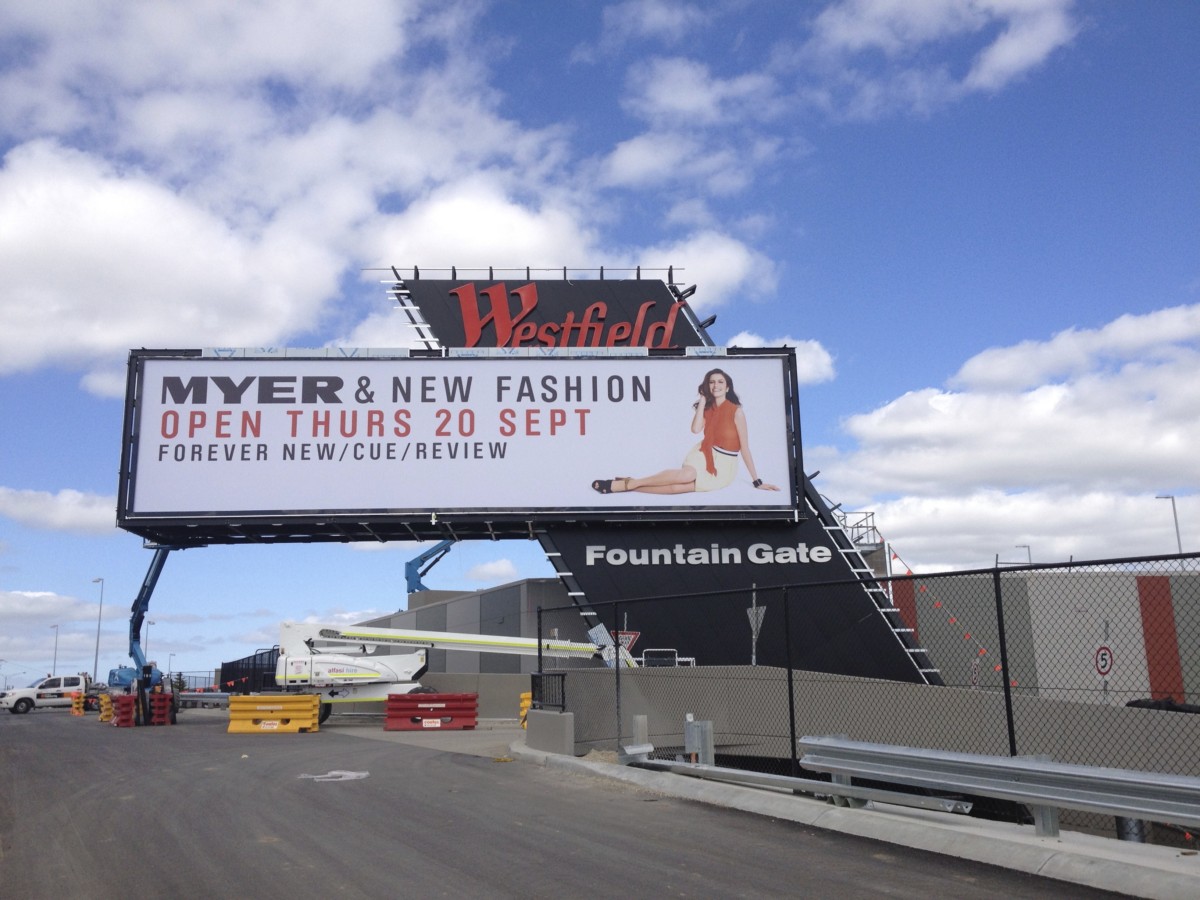 Westfield
MYER & NEW FASHION
OPEN THURS 20 SEPT
FOREVER NEW/CUE/REVIEW
Fountain Gate
5